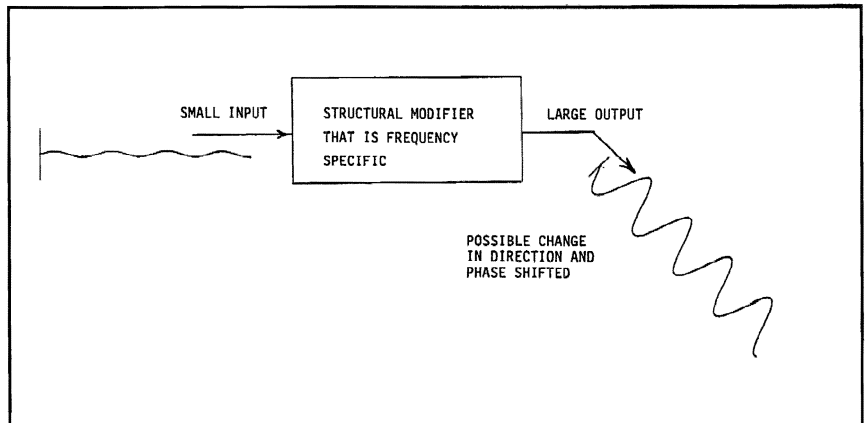 SMALL INPUT
STRUCTURAL MODIFIER
THAT IS FREQUENCY
SPECIFIC
LARGE OUTPUT
POSSIBLE CHANGE
IN DIRECTION AND
PHASE SHIFTED